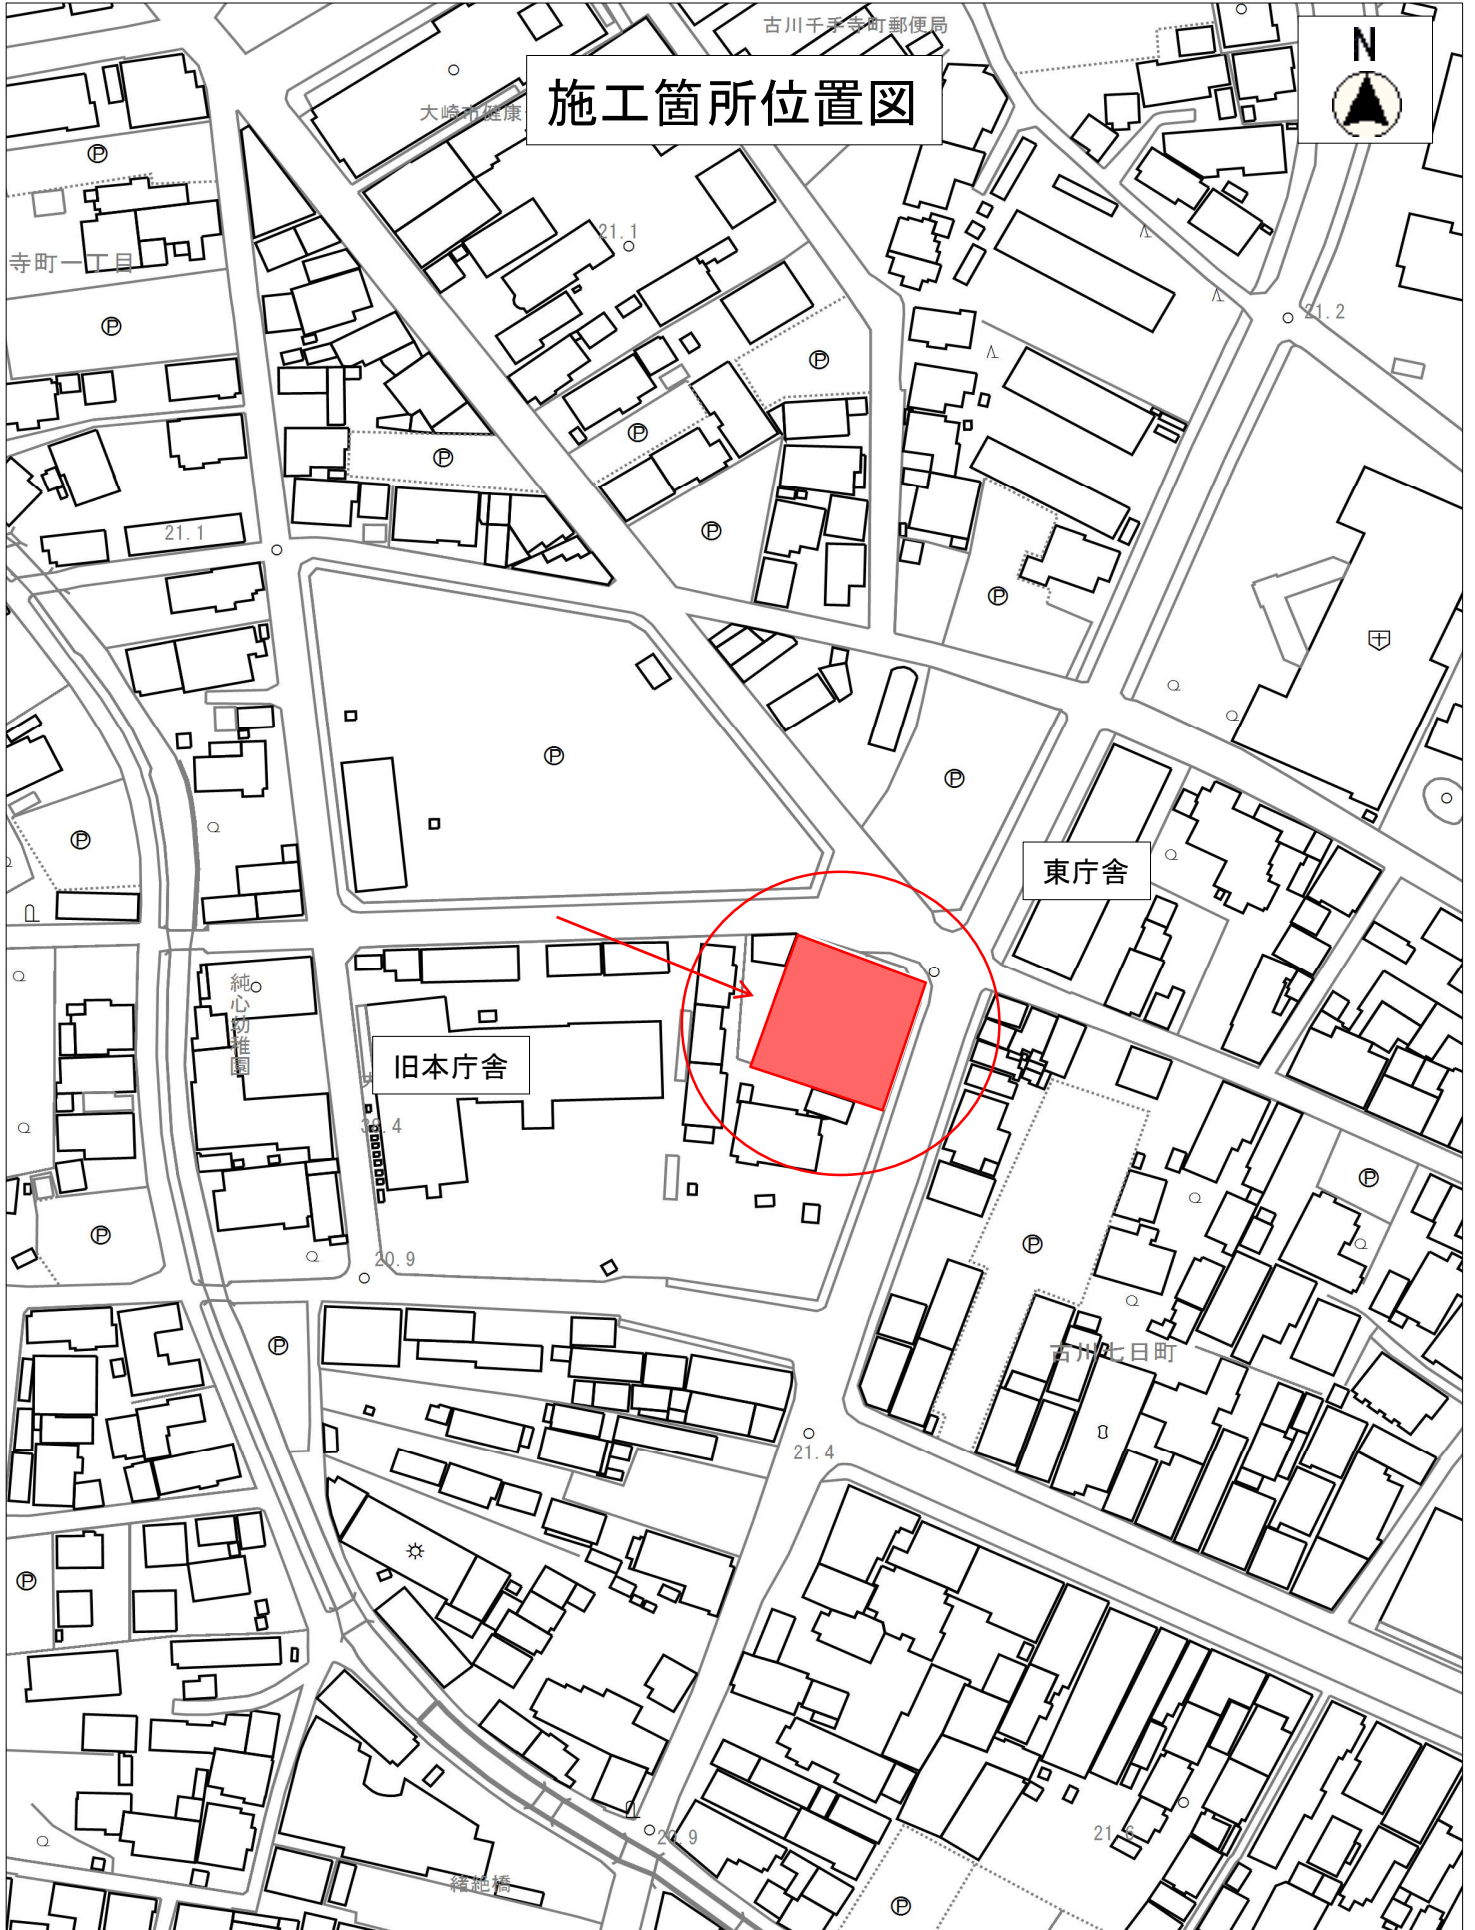 古川千手寺町郵便局
N
施工箇所位置図
大崎市健康
21.1
寺町一丁目
21.2
21.1
東庁舎
純心幼稚園
旧本庁舎
20.9
21.4
古川七日町
20.9
21.6
緒絶橋